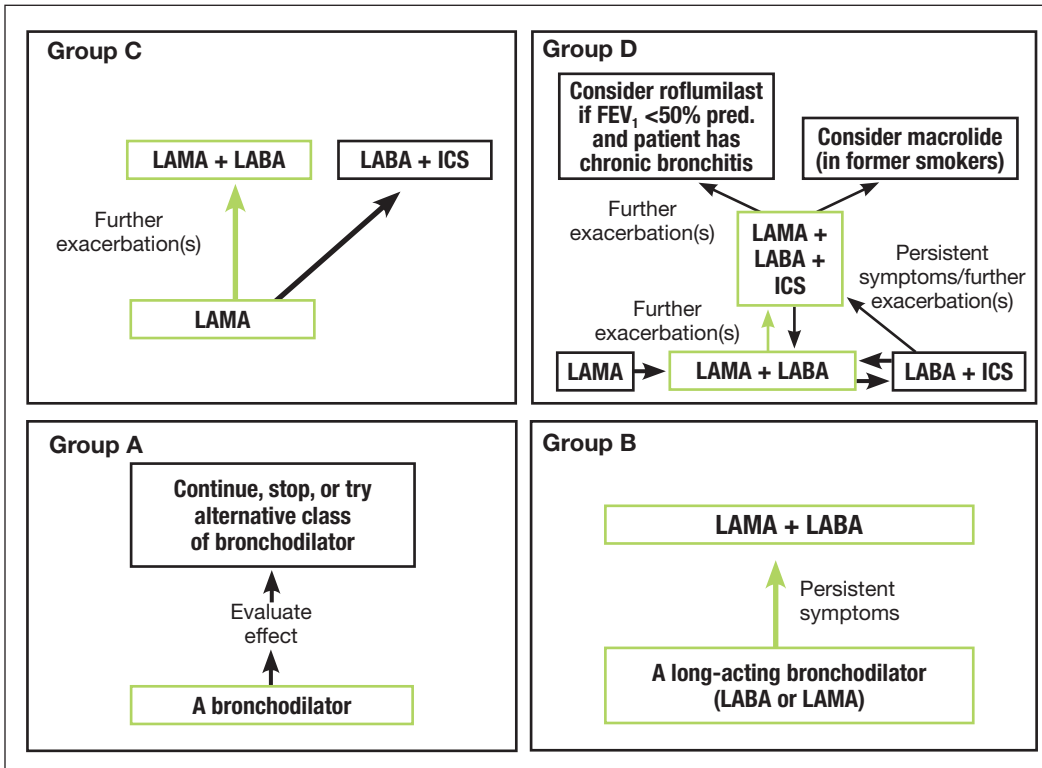 Group C
LAMA + LABA
LABA + ICS
Further
exacerbation(s)
LAMA
Group D
Consider roflumilast
if FEV₁ <50% pred.
and patient has
chronic bronchitis
Consider macrolide
(in former smokers)
Further
exacerbation(s)
LAMA +
LABA +
ICS
Persistent
symptoms/further
exacerbation(s)
Further
exacerbation(s)
LAMA
LAMA + LABA
LABA + ICS
Group A
Continue, stop, or try
alternative class
of bronchodilator
Evaluate
effect
A bronchodilator
Group B
LAMA + LABA
Persistent
symptoms
A long-acting bronchodilator
(LABA or LAMA)